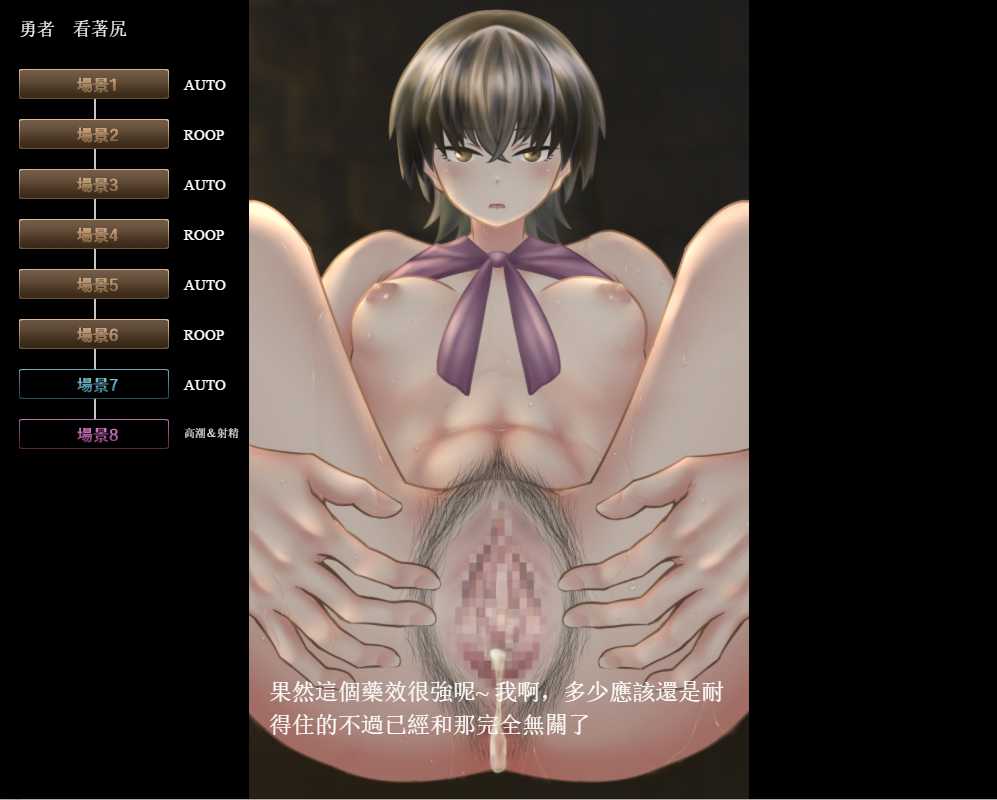 勇者　看著尻
場景1 AUTO
場景2 ROOP
場景3 AUTO
場景4 ROOP
場景5 AUTO
場景6 ROOP
場景7 AUTO
場景8 高潮＆射精
果然這個藥效很強呢~ 我啊，多少應該還是耐
得住的不過已經和那完全無關了